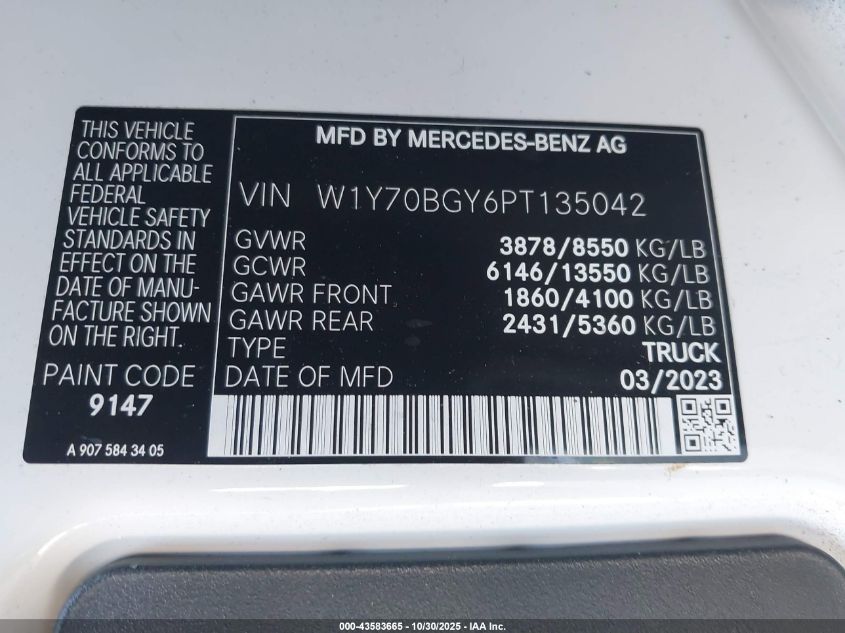 THIS VEHICLE
CONFORMS TO
ALL APPLICABLE
FEDERAL
VEHICLE SAFETY
STANDARDS IN
EFFECT ON THE
DATE OF MANU-
FACTURE SHOWN
ON THE RIGHT.
PAINT CODE
9147
A 907 584 34 05
MFD BY MERCEDES-BENZ AG
VIN W1Y70BGY6PT135042
GVWR 3878/8550 KG/LB
GCWR 6146/13550 KG/LB
GAWR FRONT 1860/4100 KG/LB
GAWR REAR 2431/5360 KG/LB
TYPE TRUCK
DATE OF MFD 03/2023
000-43583665 - 10/30/2025 - IAA Inc.